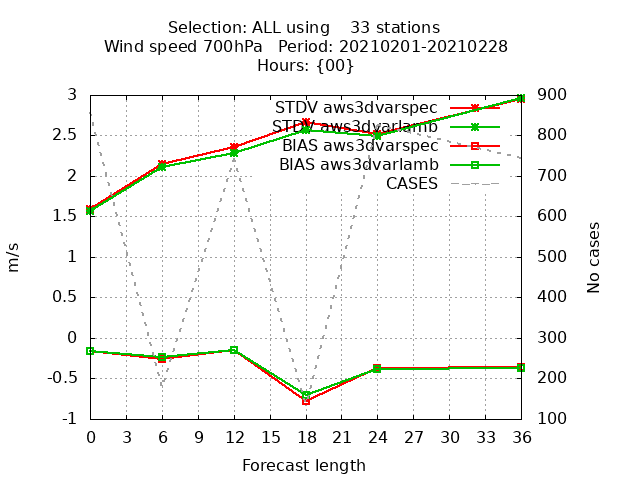 Selection: ALL using    33 stations
Wind speed 700hPa   Period: 20210201-20210228
Hours: {00}
3
2.5
2
1.5
1
0.5
0
-0.5
-1
m/s
STDV aws3dvarspec
STDV aws3dvarlamb
BIAS aws3dvarspec
BIAS aws3dvarlamb
CASES
900
800
700
600
500
400
300
200
100
No cases
0 3 6 9 12 15 18 21 24 27 30 33 36
Forecast length